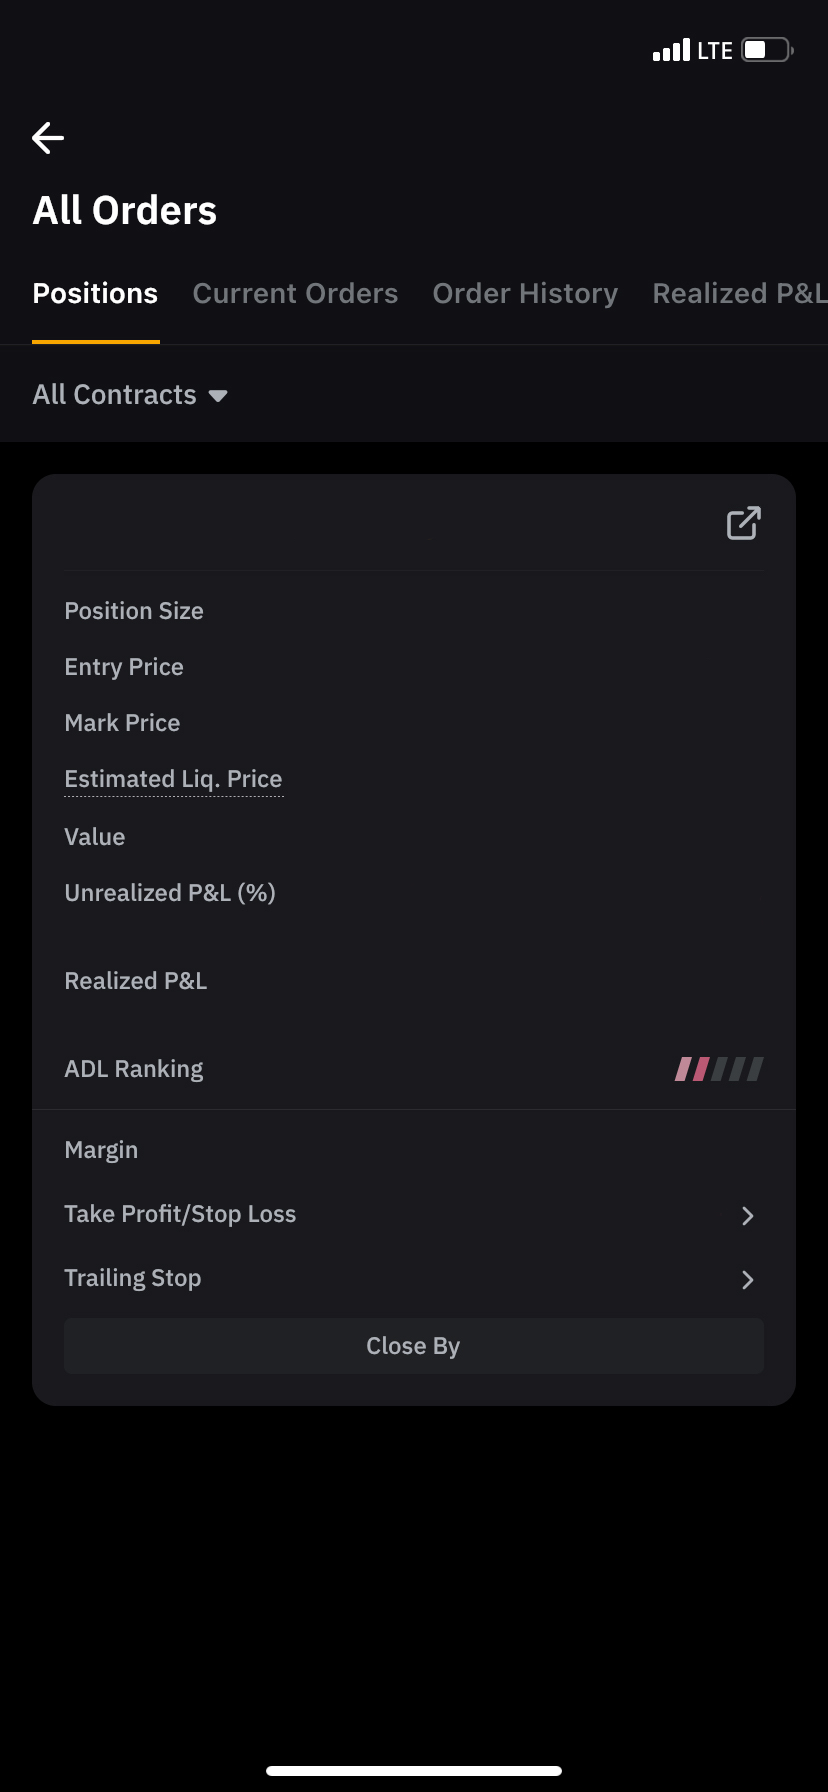 LTE
All Orders
Positions Current Orders Order History Realized P&L
All Contracts
Position Size
Entry Price
Mark Price
Estimated Liq. Price
Value
Unrealized P&L (%)
Realized P&L
ADL Ranking
Margin
Take Profit/Stop Loss
Trailing Stop
Close By